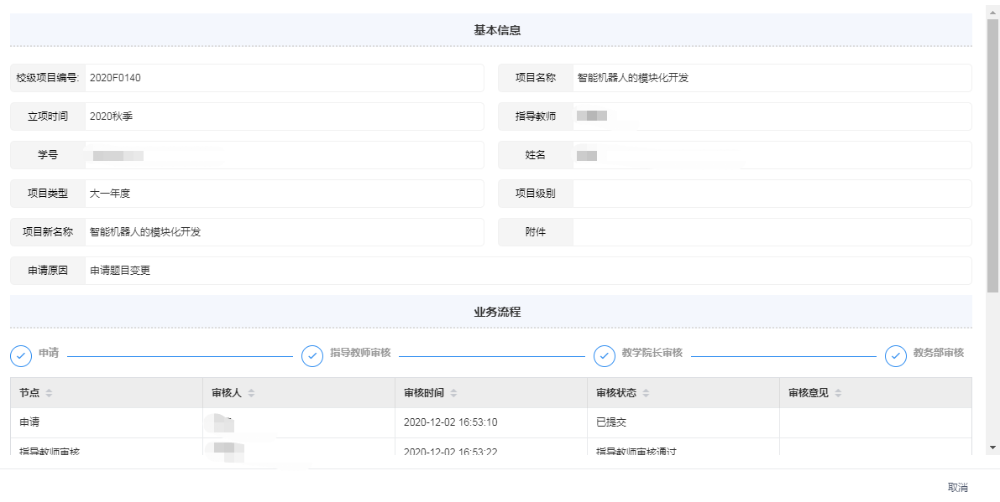 基本信息
校级项目编号: 2020F0140 项目名称 智能机器人的模块化开发
立项时间 2020秋季 指导教师
学号 姓名
项目类型 大一年度 项目级别
项目新名称 智能机器人的模块化开发 附件
申请原因 申请题目变更
业务流程
申请 指导教师审核 教学院长审核 教务部审核
节点 审核人 审核时间 审核状态 审核意见
申请 2020-12-02 16:53:10 已提交
指导教师审核 2020-12-02 16:53:22 指导教师审核通过
取消